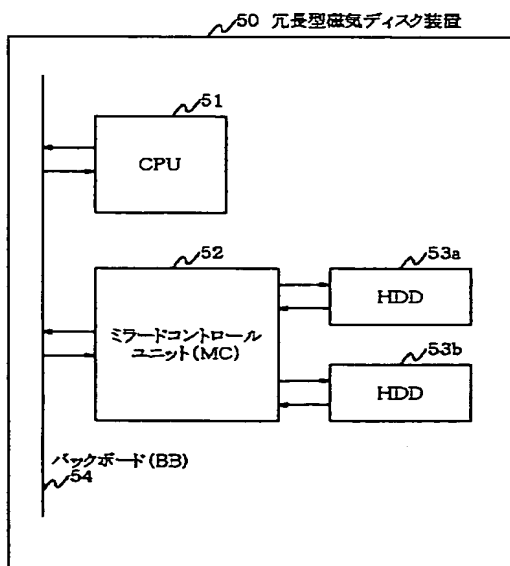 50 冗長型磁気ディスク装置
51
CPU
52
ミラードコントロール
ユニット(MC)
53a
HDD
53b
HDD
バックボード(BB)
54